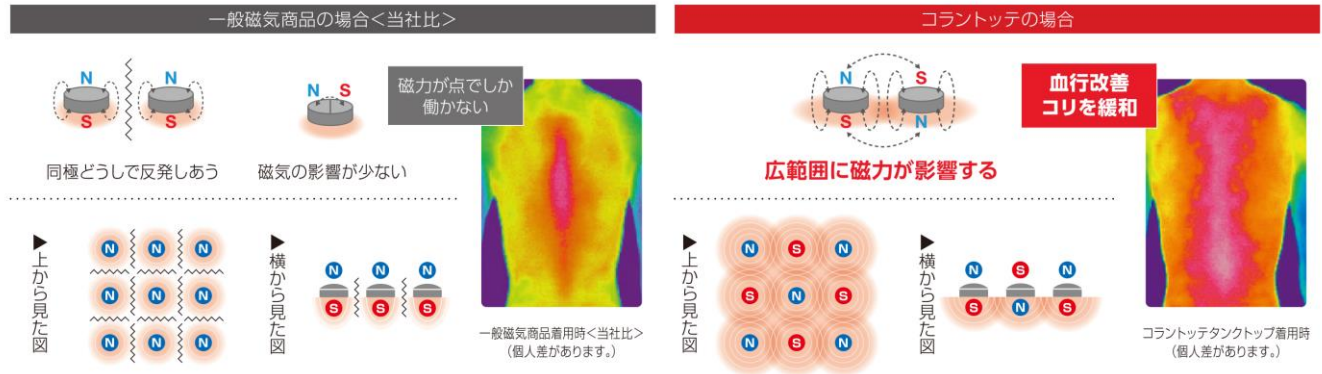 一般磁気商品の場合<当社比>
N
N
S
S
同極どうしで反発しあう
N S
磁気の影響が少ない
磁力が点でしか
働かない
▶上から見た図
N N N
N N N
N N N
▶横から見た図
N N N
S S S
一般磁気商品着用時<当社比>
(個人差があります。)
コラントッテの場合
N S
S N
広範囲に磁力が影響する
血行改善
コリを緩和
▶上から見た図
N S N
S N S
N S N
▶横から見た図
N S N
S N S
コラントッテタンクトップ着用時
(個人差があります。)